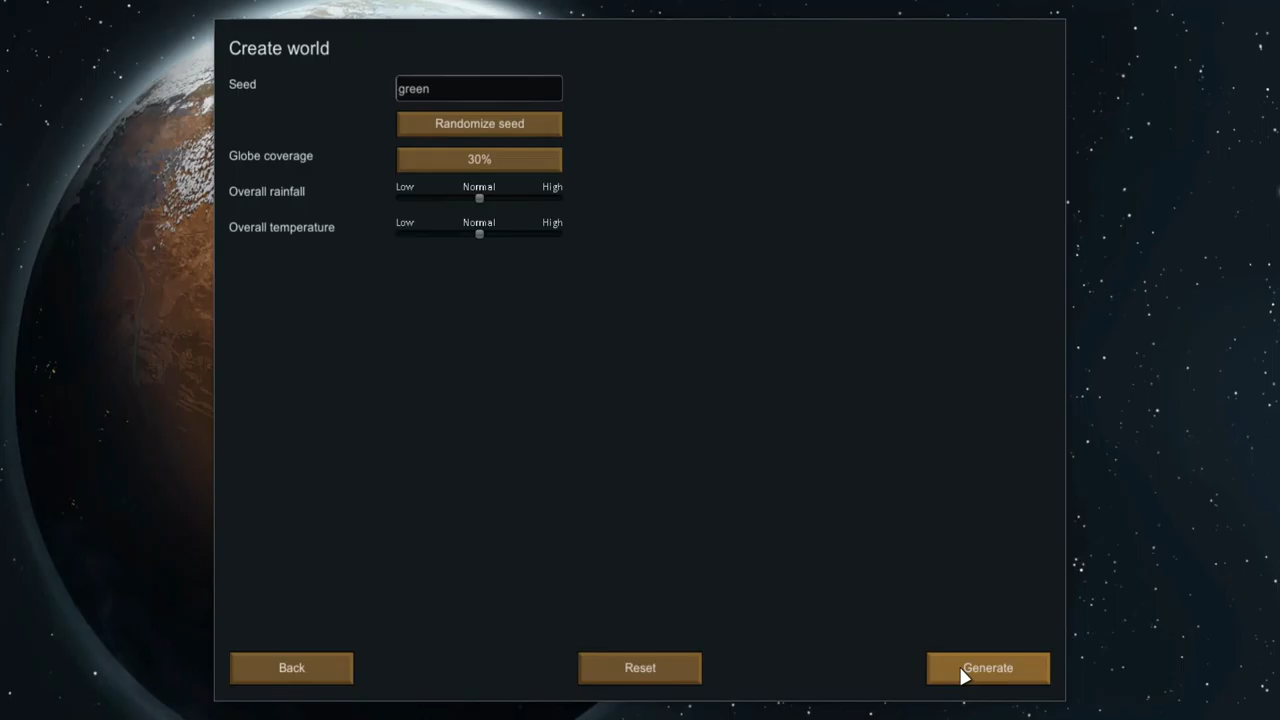 Create world
Seed
green
Randomize seed
Globe coverage
30%
Overall rainfall
Low Normal High
Overall temperature
Low Normal High
Back Reset Generate